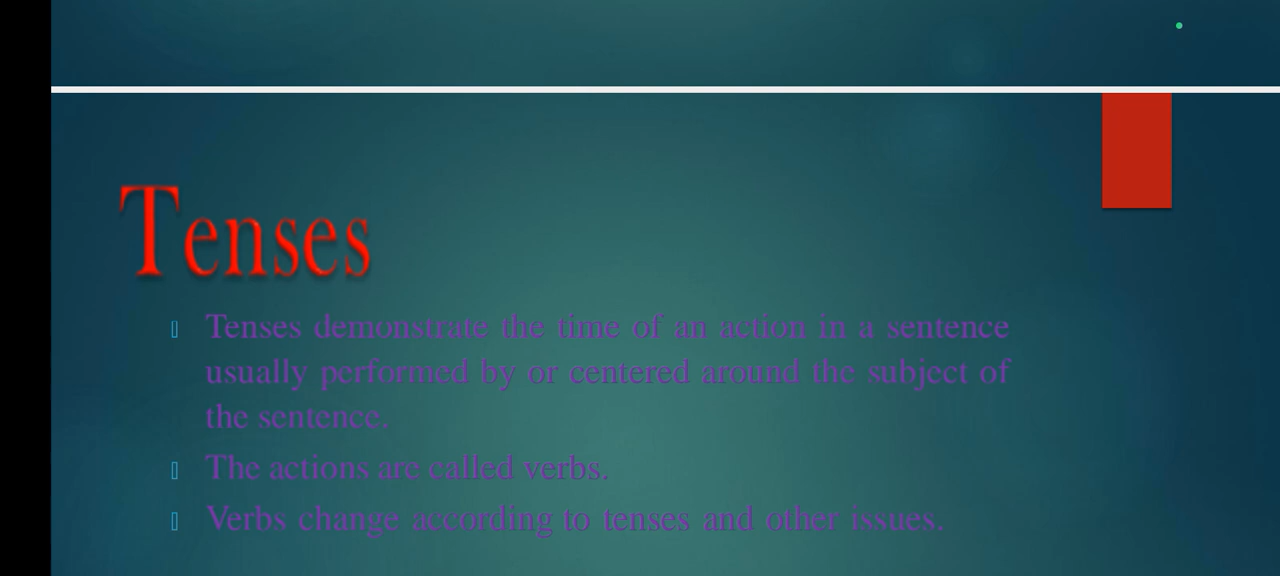 Tenses
Tenses demonstrate the time of an action in a sentence
usually performed by or centered around the subject of
the sentence.
The actions are called verbs.
Verbs change according to tenses and other issues.